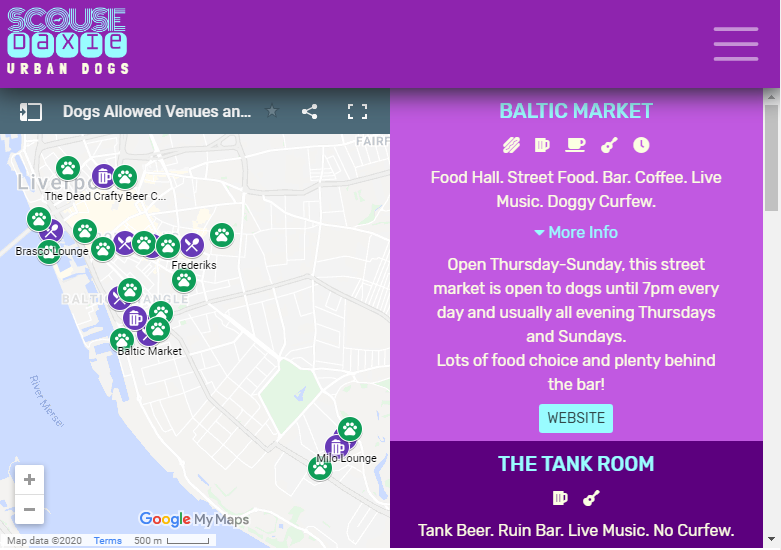 SCOUSE
Daxie
URBAN DOGS
Dogs Allowed Venues an...
FAIRF
Liverpo
The Dead Crafty Beer C...
Brasco Lounge
Frederiks
BALTIC TRIANGLE
Baltic Market
River Merse
Milo Lounge
Google My Maps
Map data ©2020 Terms 500 m
BALTIC MARKET
Food Hall. Street Food. Bar. Coffee. Live
Music. Doggy Curfew.
More Info
Open Thursday-Sunday, this street
market is open to dogs until 7pm every
day and usually all evening Thursdays
and Sundays.
Lots of food choice and plenty behind
the bar!
WEBSITE
THE TANK ROOM
Tank Beer. Ruin Bar. Live Music. No Curfew.